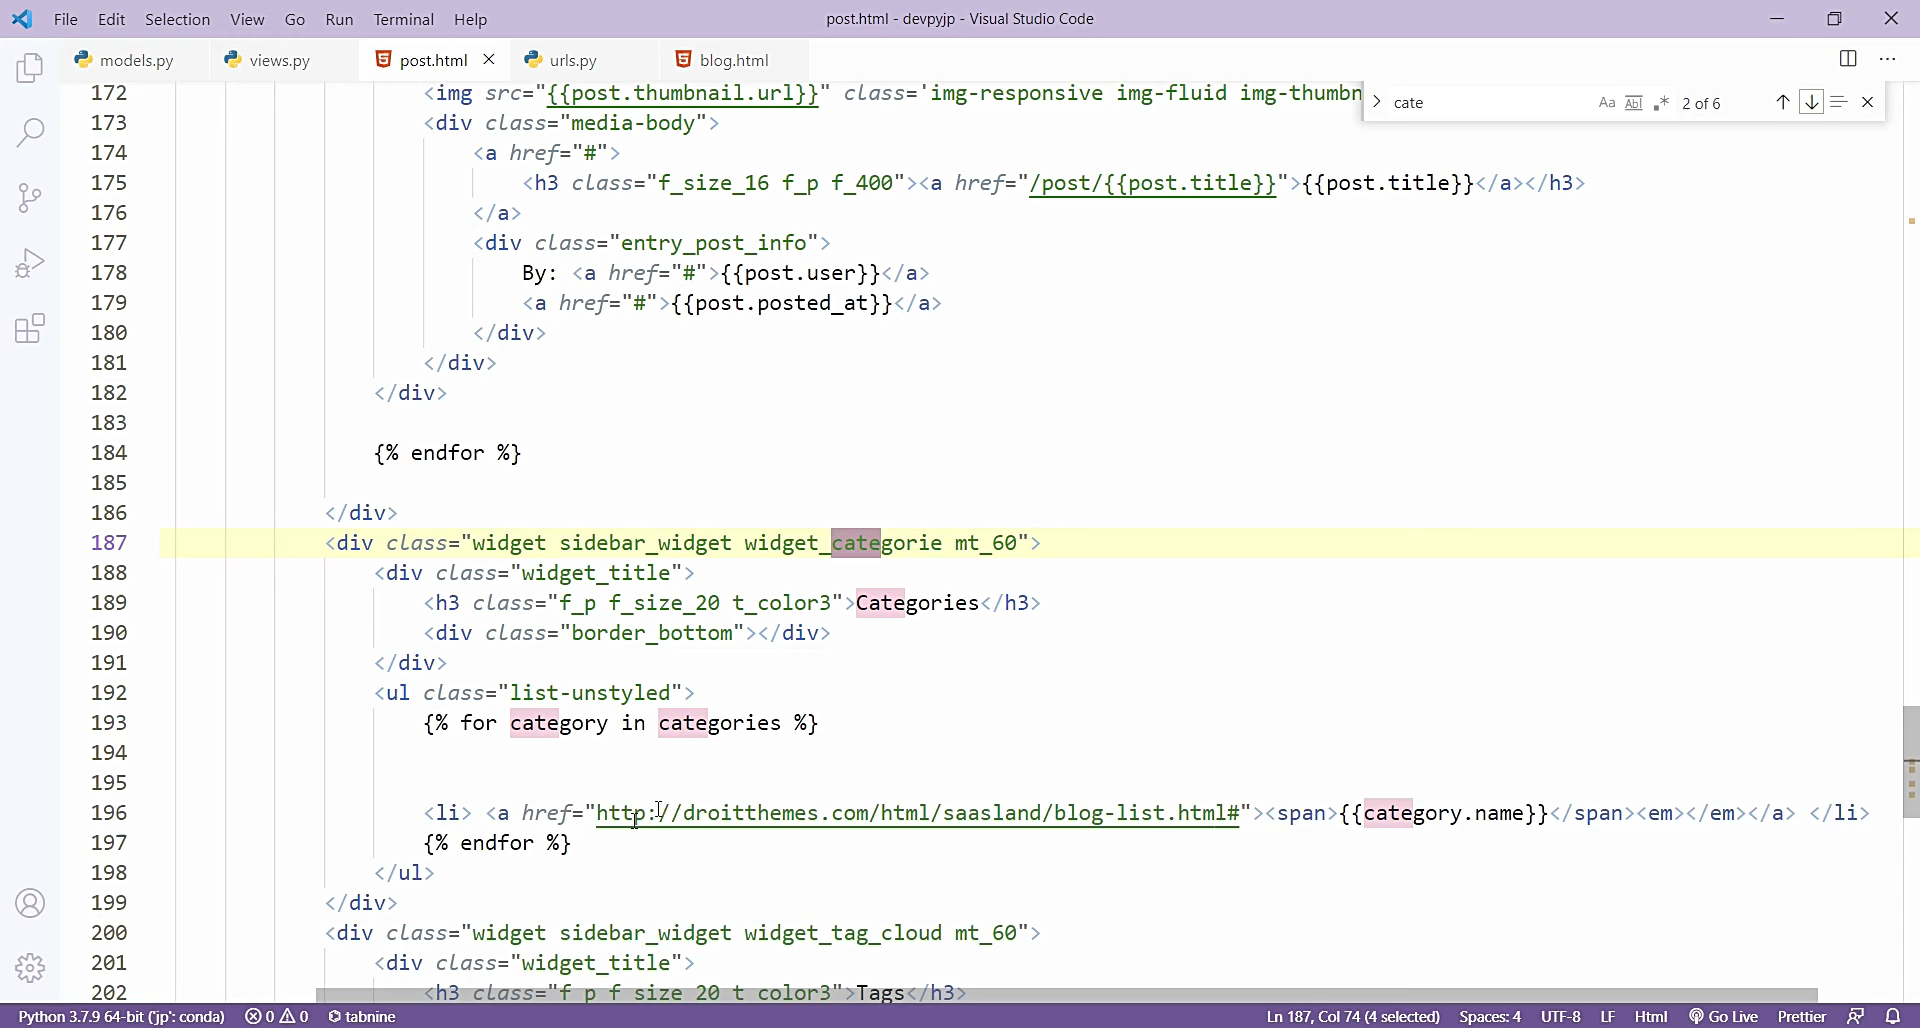 File Edit Selection View Go Run Terminal Help
post.html - devpyjp - Visual Studio Code
models.py views.py post.html urls.py blog.html
cate Aa Abl .* 2 of 6
172 <img src="{{post.thumbnail.url}}" class='img-responsive img-fluid img-thumbn
173 <div class="media-body">
174 <a href="#">
175 <h3 class="f_size_16 f_p f_400"><a href="/post/{{post.title}}">{{post.title}}</a></h3>
176 </a>
177 <div class="entry_post_info">
178 By: <a href="#">{{post.user}}</a>
179 <a href="#">{{post.posted_at}}</a>
180 </div>
181 </div>
182 </div>
183
184 {% endfor %}
185
186 </div>
187 <div class="widget sidebar_widget widget_categorie mt_60">
188 <div class="widget_title">
189 <h3 class="f_p f_size_20 t_color3">Categories</h3>
190 <div class="border_bottom"></div>
191 </div>
192 <ul class="list-unstyled">
193 {% for category in categories %}
194
195
196 <li> <a href="http://droitthemes.com/html/saasland/blog-list.html#"><span>{{category.name}}</span><em></em></a> </li>
197 {% endfor %}
198 </ul>
199 </div>
200 <div class="widget sidebar_widget widget_tag_cloud mt_60">
201 <div class="widget_title">
202 <h3 class="f_p f_size_20 t_color3">Tags</h3>
Python 3.7.9 64-bit ('jp': conda) 0 0 tabnine Ln 187, Col 74 (4 selected) Spaces: 4 UTF-8 LF Html Go Live Prettier